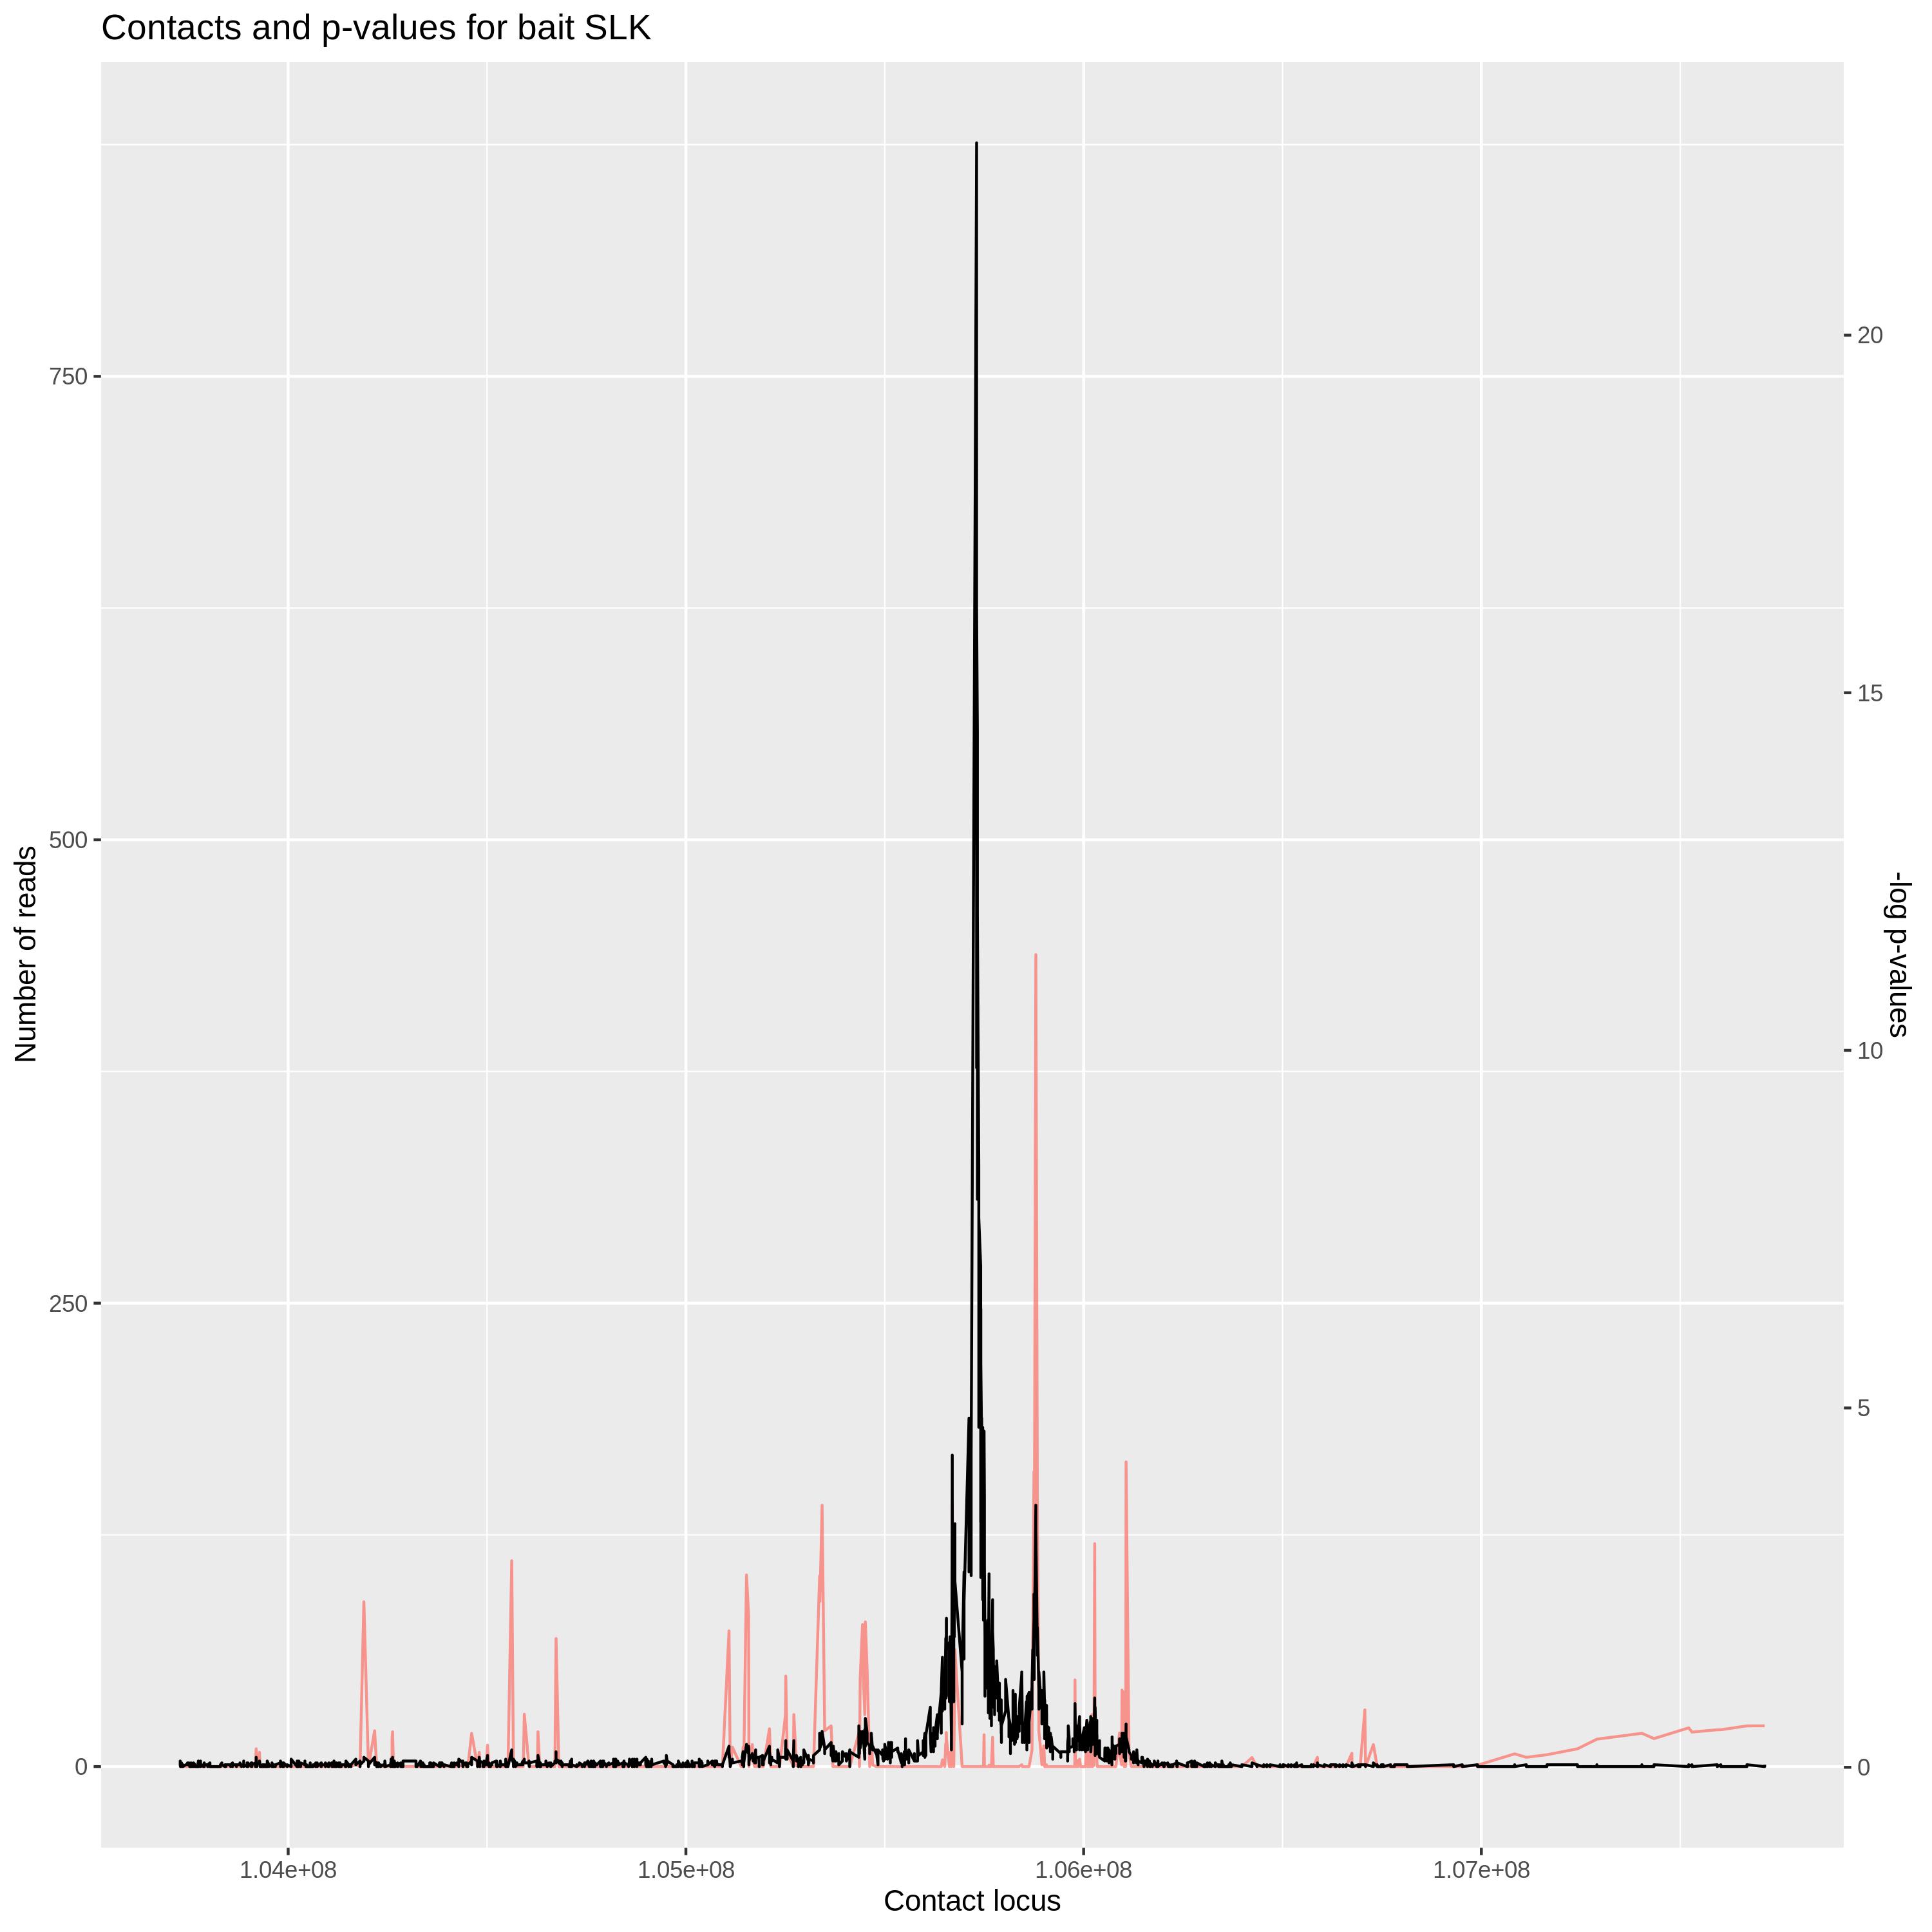 Contacts and p-values for bait SLK
Number of reads
750
500
250
0
20
15
10
5
0
-log p-values
1.04e+08
1.05e+08
1.06e+08
1.07e+08
Contact locus